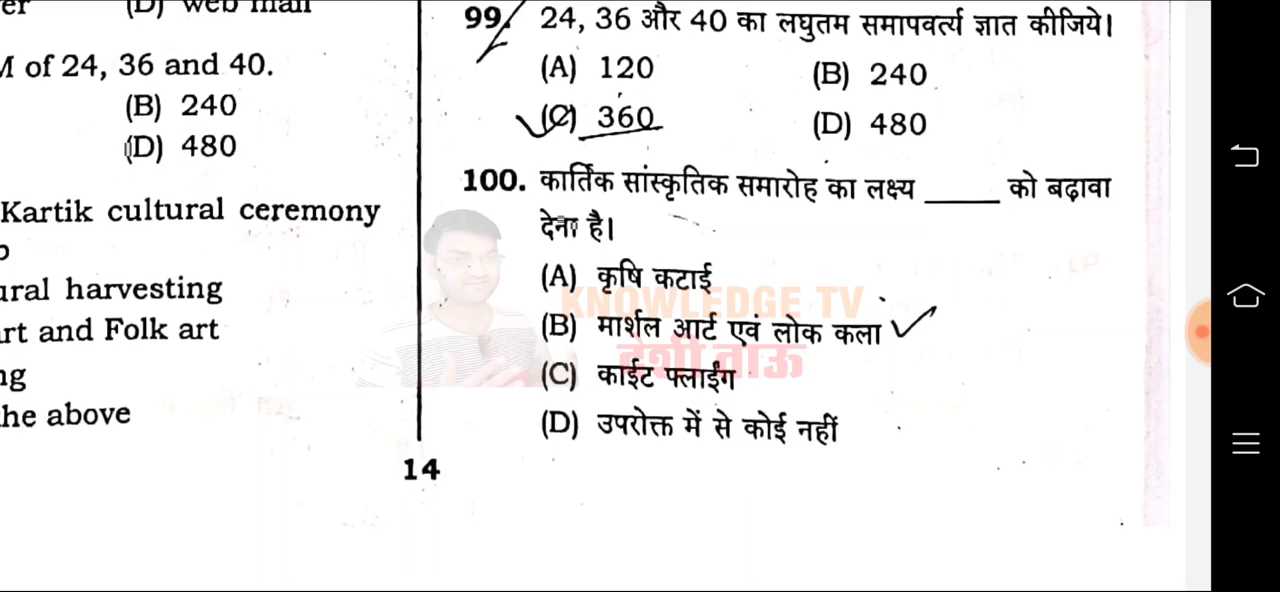 (D) web man
M of 24, 36 and 40.
(B) 240
(D) 480
Kartik cultural ceremony
ural harvesting
rt and Folk art
ng
he above
99. 24, 36 और 40 का लघुतम समापवर्त्य ज्ञात कीजिये।
(A) 120 (B) 240
(C) 360 (D) 480
100. कार्तिक सांस्कृतिक समारोह का लक्ष्य ______ को बढ़ावा
देना है।
(A) कृषि कटाई
(B) मार्शल आर्ट एवं लोक कला
(C) काईट फ्लाईंग
(D) उपरोक्त में से कोई नहीं
KNOWLEDGE TV
देशी ताऊ
14